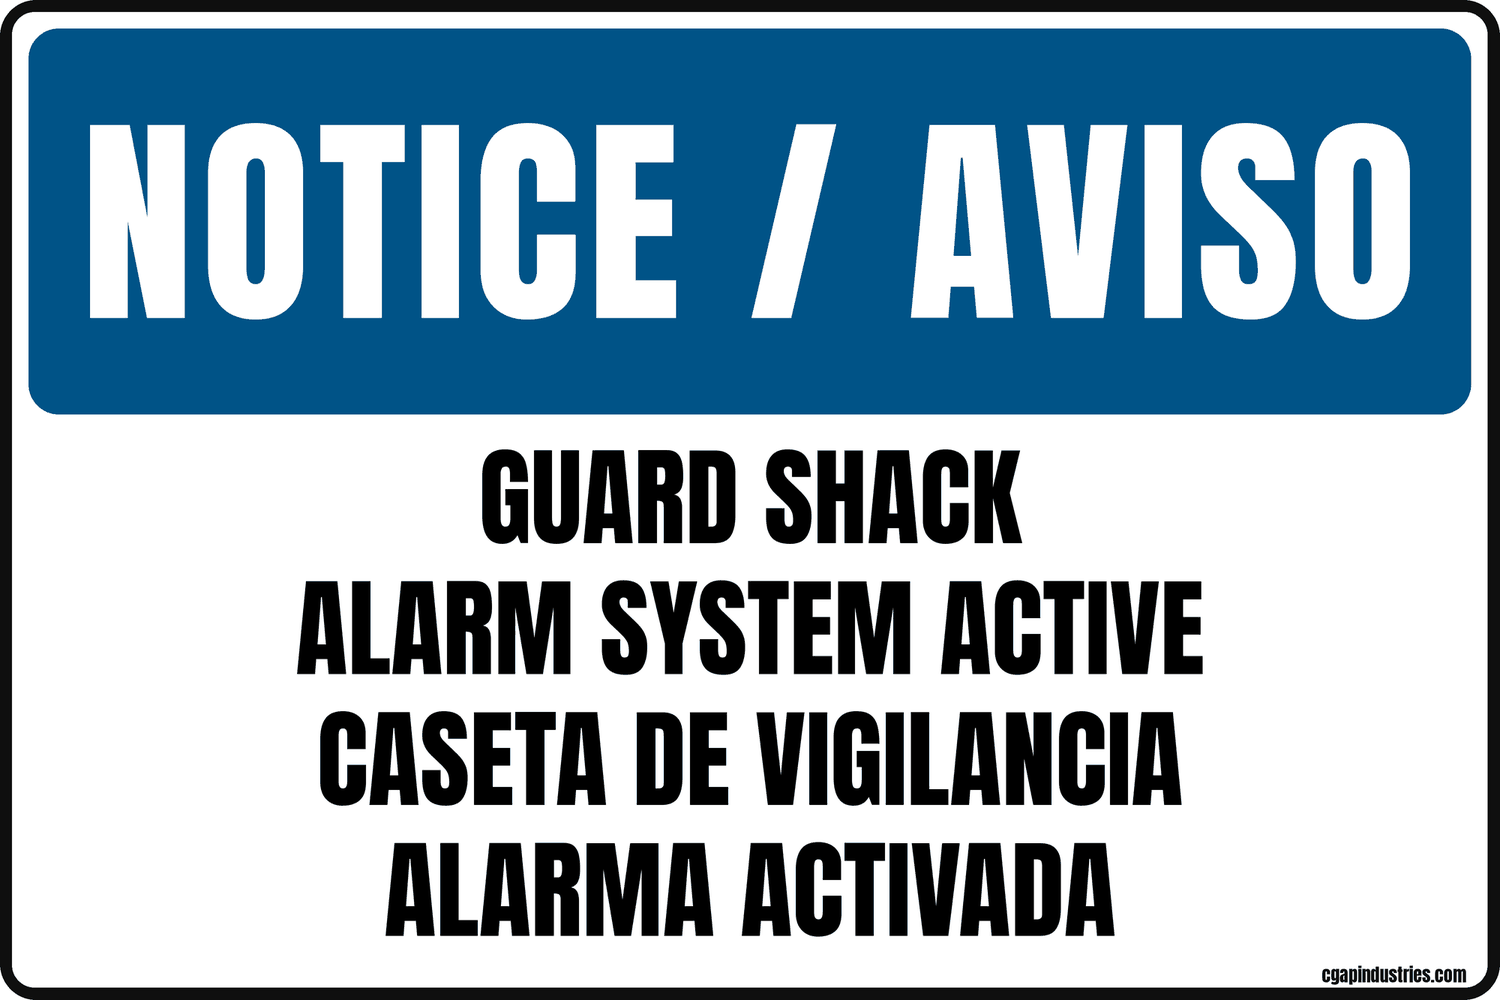 NOTICE / AVISO
GUARD SHACK
ALARM SYSTEM ACTIVE
CASETA DE VIGILANCIA
ALARMA ACTIVADA
cgapindustries.com